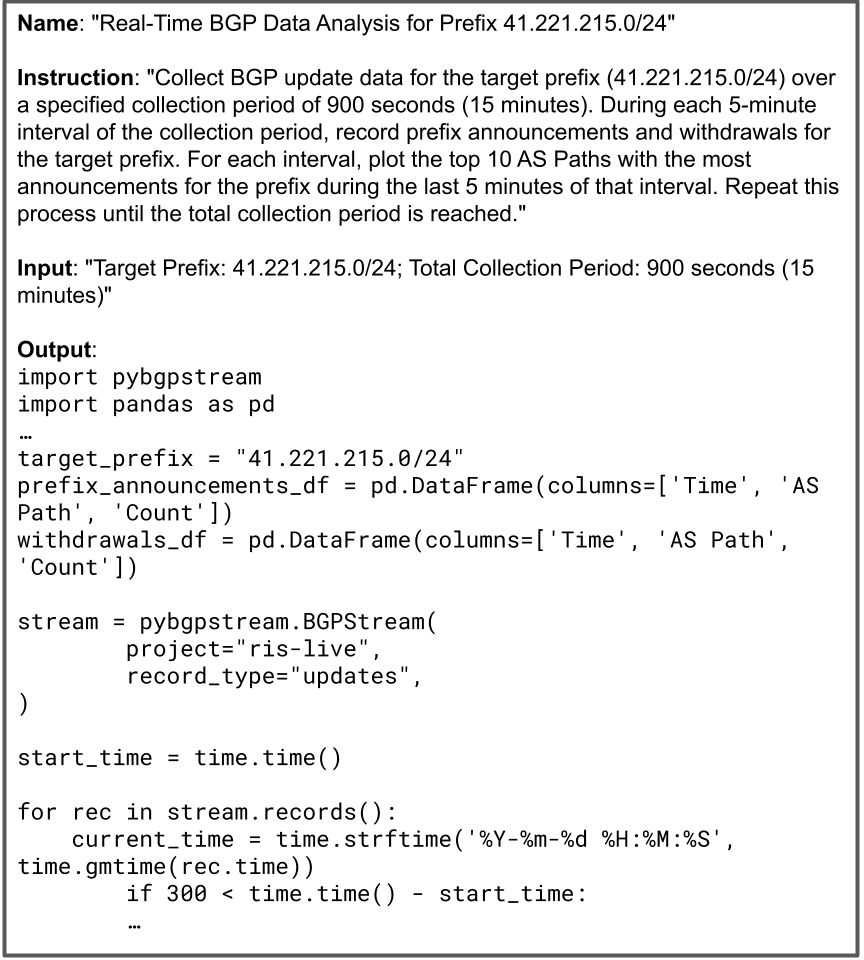 Name: "Real-Time BGP Data Analysis for Prefix 41.221.215.0/24"
Instruction: "Collect BGP update data for the target prefix (41.221.215.0/24) over
a specified collection period of 900 seconds (15 minutes). During each 5-minute
interval of the collection period, record prefix announcements and withdrawals for
the target prefix. For each interval, plot the top 10 AS Paths with the most
announcements for the prefix during the last 5 minutes of that interval. Repeat this
process until the total collection period is reached."
Input: "Target Prefix: 41.221.215.0/24; Total Collection Period: 900 seconds (15
minutes)"
Output:
import pybgpstream
import pandas as pd
…
target_prefix = "41.221.215.0/24"
prefix_announcements_df = pd.DataFrame(columns=['Time', 'AS
Path', 'Count'])
withdrawals_df = pd.DataFrame(columns=['Time', 'AS Path',
'Count'])
stream = pybgpstream.BGPStream(
        project="ris-live",
        record_type="updates",
)
start_time = time.time()
for rec in stream.records():
    current_time = time.strftime('%Y-%m-%d %H:%M:%S',
time.gmtime(rec.time))
        if 300 < time.time() - start_time:
        …